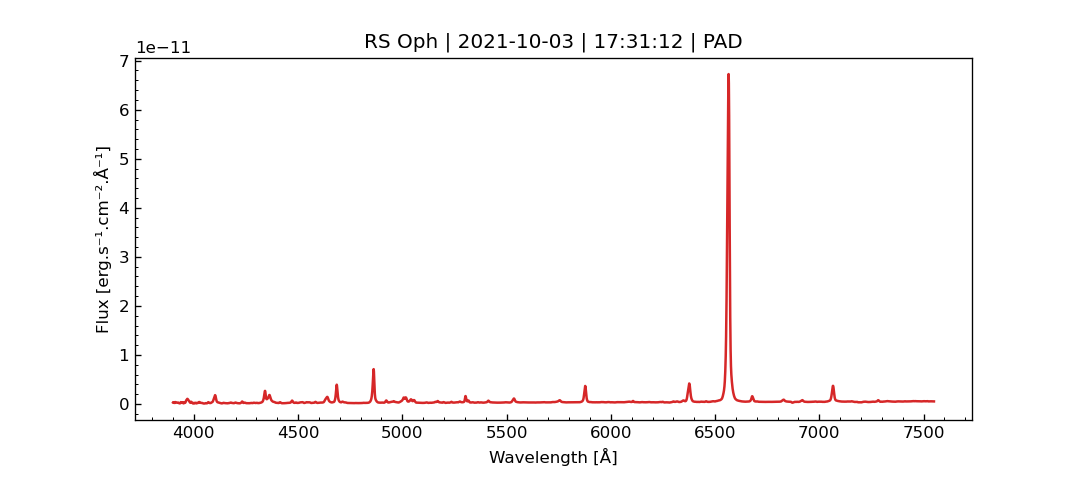 RS Oph | 2021-10-03 | 17:31:12 | PAD
1e−11
7
6
5
4
3
2
1
0
Flux [erg.s⁻¹.cm⁻².Å⁻¹]
4000 4500 5000 5500 6000 6500 7000 7500
Wavelength [Å]